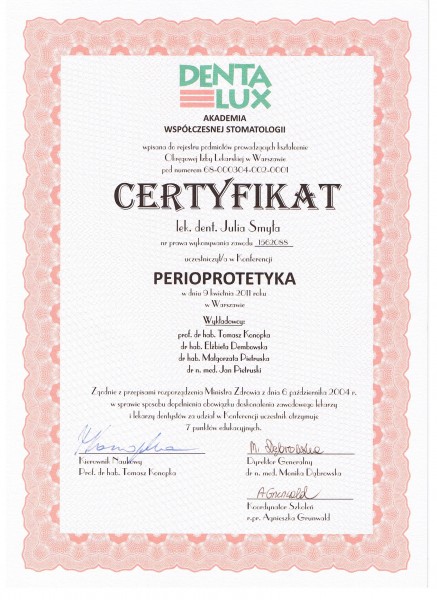 DENTA
LUX
AKADEMIA
WSPÓŁCZESNEJ STOMATOLOGII
wpisana do rejestru podmiotów prowadzących kształcenie
Okręgowej Izby Lekarskiej w Warszawie
pod numerem 68-000304-002-0001
CERTYFIKAT
lek. dent. Julia Smyła
nr prawa wykonywania zawodu 1562088
uczestniczył/a w Konferencji
PERIOPROTETYKA
w dniu 9 kwietnia 2011 roku
w Warszawie
Wykładowcy:
prof. dr hab. Tomasz Konopka
dr hab. Elżbieta Dembowska
dr hab. Małgorzata Pietruska
dr n. med. Jan Pietruski
Zgodnie z przepisami rozporządzenia Ministra Zdrowia z dnia 6 października 2004 r.
w sprawie sposobu dopełnienia obowiązku doskonalenia zawodowego lekarzy
i lekarzy dentystów za udział w Konferencji uczestnik otrzymuje
7 punktów edukacyjnych.
M. Dąbrowska
Kierownik Naukowy
Prof. dr hab. Tomasz Konopka
Dyrektor Generalny
dr n. med. Monika Dąbrowska
A Grunwald
Koordynator Szkoleń
z.pr. Agnieszka Grunwald